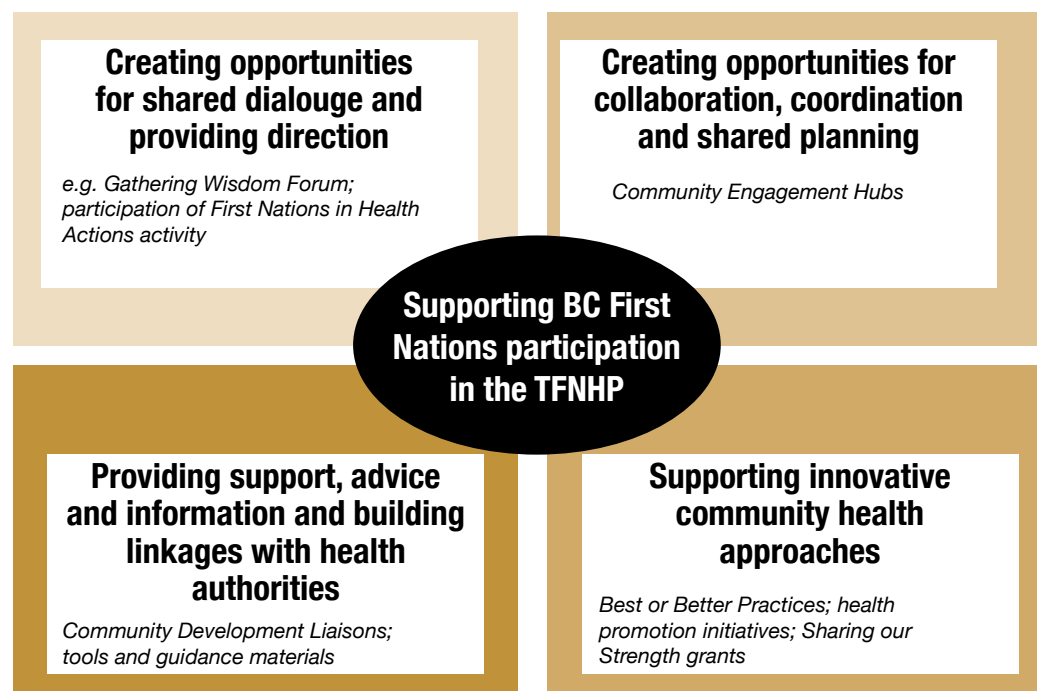 Creating opportunities
for shared dialouge and
providing direction
e.g. Gathering Wisdom Forum;
participation of First Nations in Health
Actions activity
Creating opportunities for
collaboration, coordination
and shared planning
Community Engagement Hubs
Supporting BC First
Nations participation
in the TFNHP
Providing support, advice
and information and building
linkages with health
authorities
Community Development Liaisons;
tools and guidance materials
Supporting innovative
community health
approaches
Best or Better Practices; health
promotion initiatives; Sharing our
Strength grants